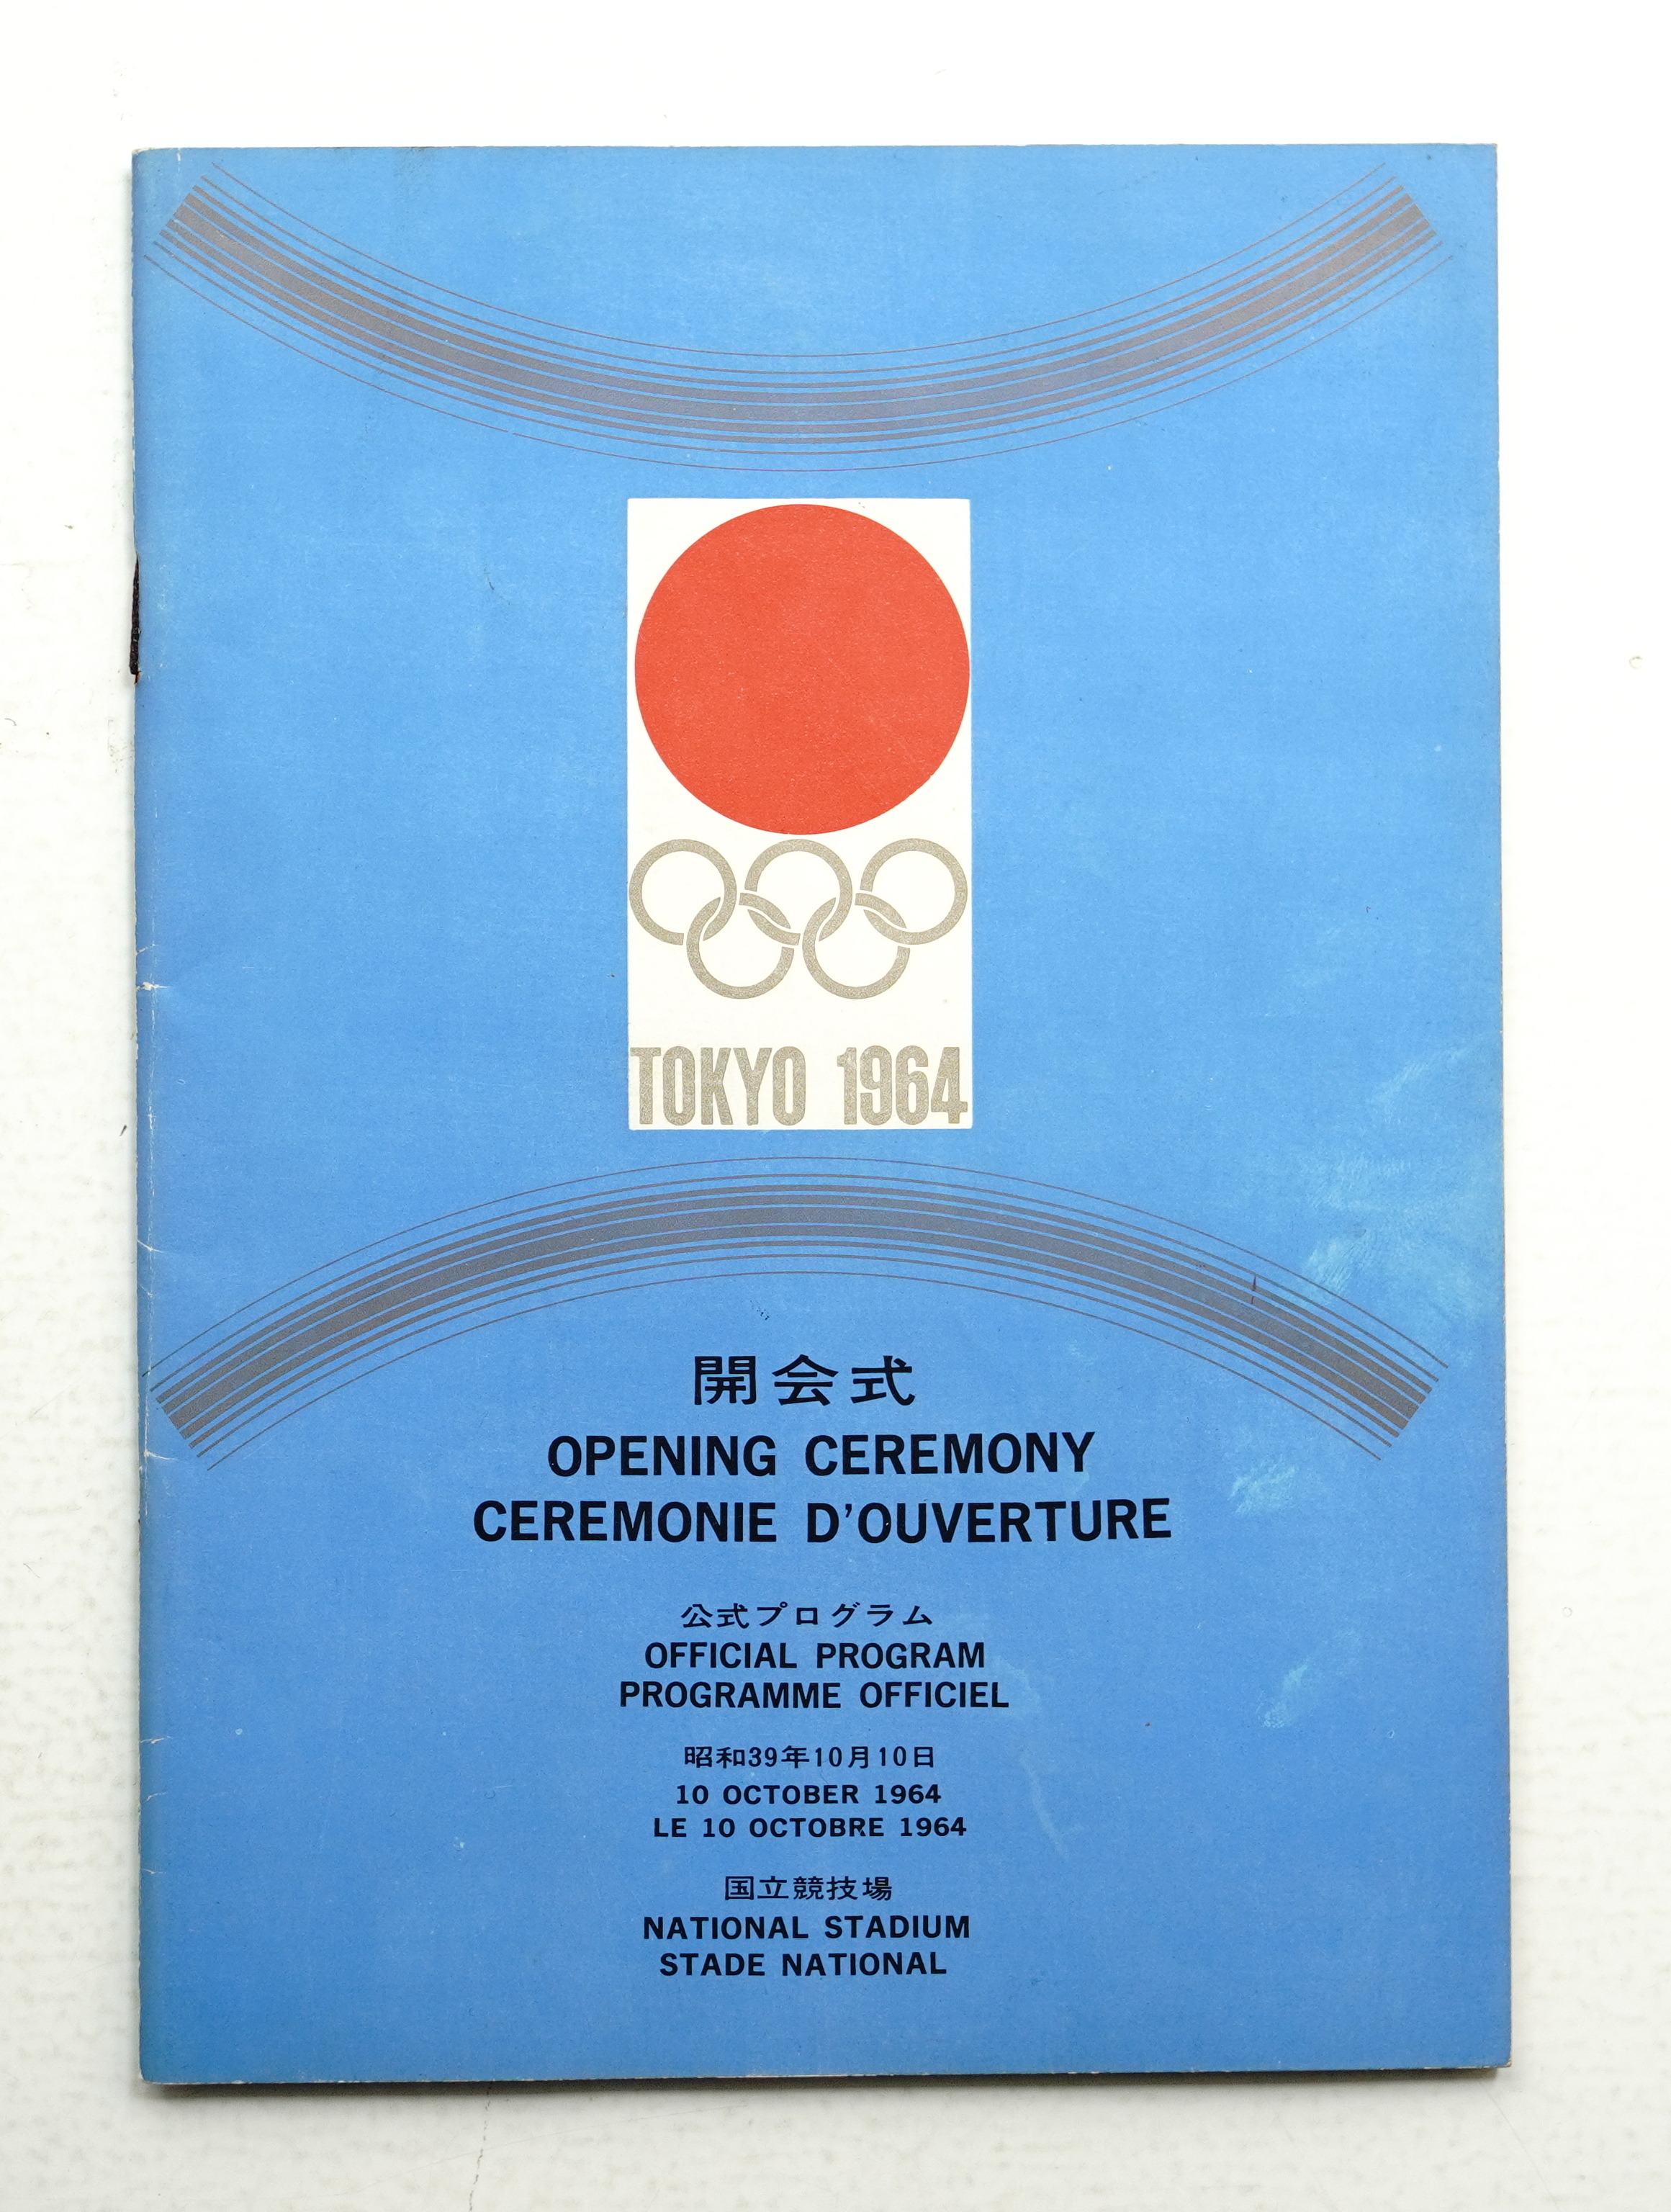 TOKYO 1964
開会式
OPENING CEREMONY
CEREMONIE D'OUVERTURE
公式プログラム
OFFICIAL PROGRAM
PROGRAMME OFFICIEL
昭和39年10月10日
10 OCTOBER 1964
LE 10 OCTOBRE 1964
国立競技場
NATIONAL STADIUM
STADE NATIONAL